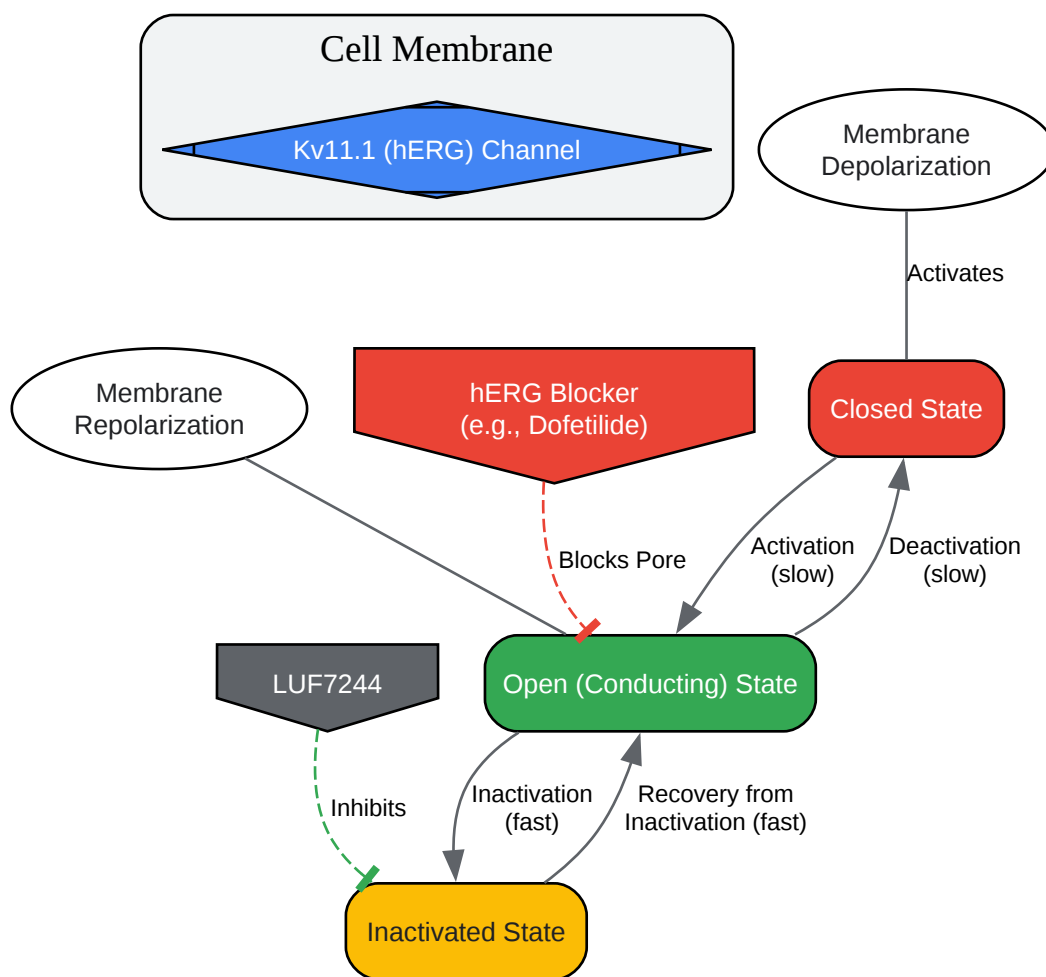 Cell Membrane
Kv11.1 (hERG) Channel
Membrane
Depolarization
Activates
Membrane
Repolarization
hERG Blocker
(e.g., Dofetilide)
Closed State
Blocks Pore
Activation
(slow)
Deactivation
(slow)
LUF7244
Open (Conducting) State
Inhibits
Inactivation
(fast)
Recovery from
Inactivation (fast)
Inactivated State